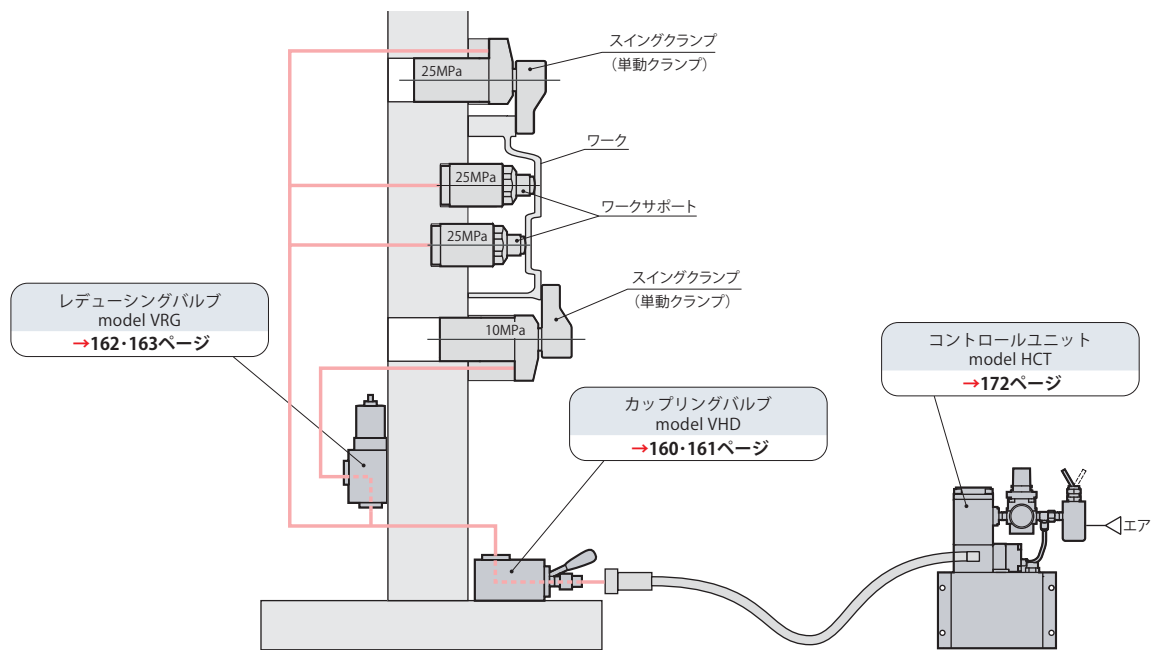 スイングクランプ
（単動クランプ）
25MPa
ワーク
25MPa
ワークサポート
25MPa
スイングクランプ
（単動クランプ）
10MPa
レデューシングバルブ
model VRG
→162・163ページ
コントロールユニット
model HCT
→172ページ
カップリングバルブ
model VHD
→160・161ページ
エア